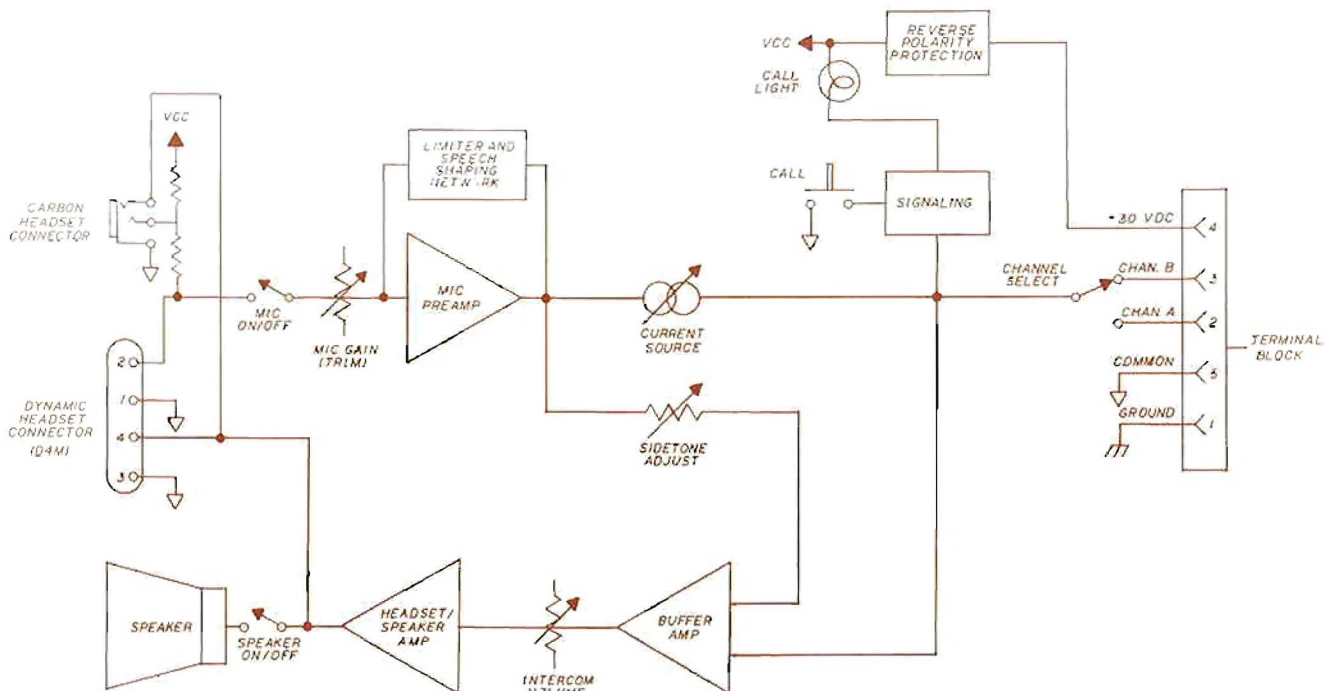 VCC
REVERSE
POLARITY
PROTECTION
CALL
LIGHT
VCC
LIMITER AND
SPEECH
SHAPING
CALL
SIGNALING
CARBON
HEADSET
CONNECTOR
30 VDC
4
CHANNEL
SELECT
CHAN. B
3
MIC
PREAMP
MIC
ON/OFF
MIC GAIN
(TRIM)
CURRENT
SOURCE
CHAN. A
2
TERMINAL
BLOCK
COMMON
5
GROUND
1
DYNAMIC
HEADSET
CONNECTOR
(D4M)
2
1
4
3
SIDETONE
ADJUST
SPEAKER
SPEAKER
ON/OFF
HEADSET/
SPEAKER
AMP
BUFFER
AMP
INTERCOM